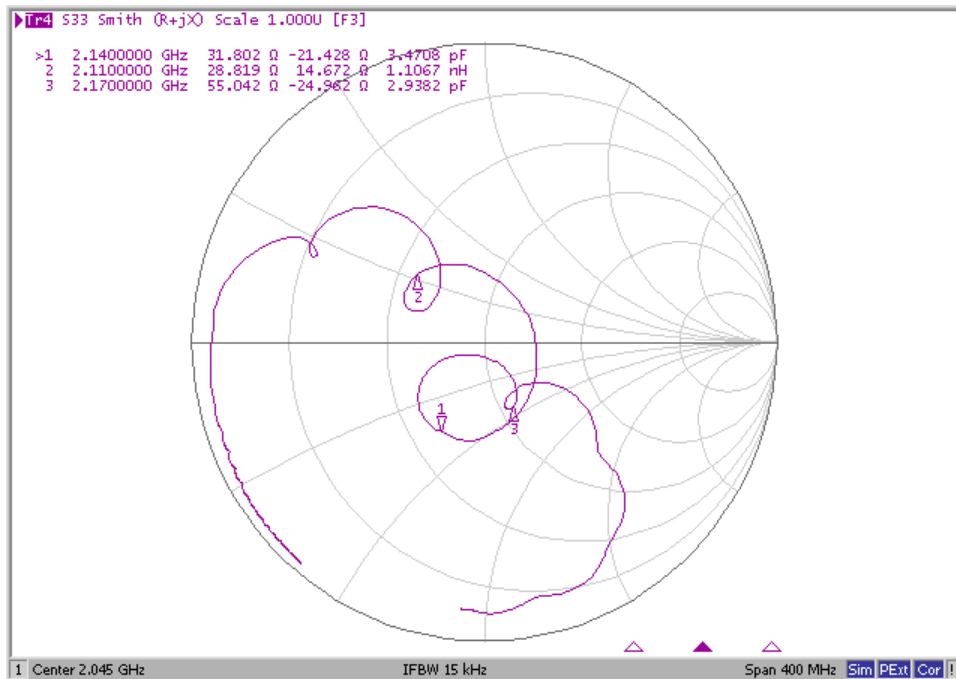 Tr4 S33 Smith (R+jX) Scale 1.000U [F3]
>1 2.1400000 GHz 31.802 Ω -21.428 Ω 3.4708 pF
2 2.1100000 GHz 28.819 Ω 14.672 Ω 1.1067 nH
3 2.1700000 GHz 55.042 Ω -24.962 Ω 2.9382 pF
2
1
3
1 Center 2.045 GHz IFBW 15 kHz Span 400 MHz Sim PExt Cor !